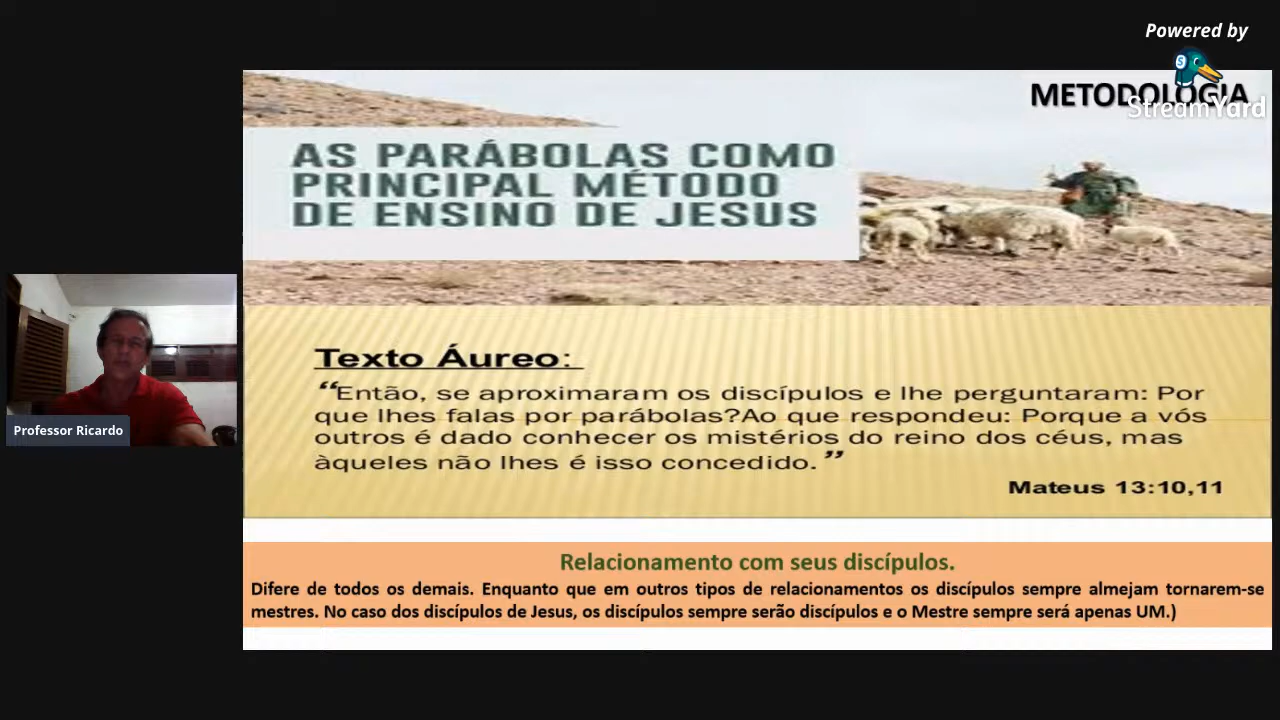 Powered by
StreamYard
METODOLOGIA
AS PARÁBOLAS COMO
PRINCIPAL MÉTODO
DE ENSINO DE JESUS
Texto Áureo:
“Então, se aproximaram os discípulos e lhe perguntaram: Por
que lhes falas por parábolas?Ao que respondeu: Porque a vós
outros é dado conhecer os mistérios do reino dos céus, mas
àqueles não lhes é isso concedido.”
Mateus 13:10,11
Professor Ricardo
Relacionamento com seus discípulos.
Difere de todos os demais. Enquanto que em outros tipos de relacionamentos os discípulos sempre almejam tornarem-se
mestres. No caso dos discípulos de Jesus, os discípulos sempre serão discípulos e o Mestre sempre será apenas UM.)